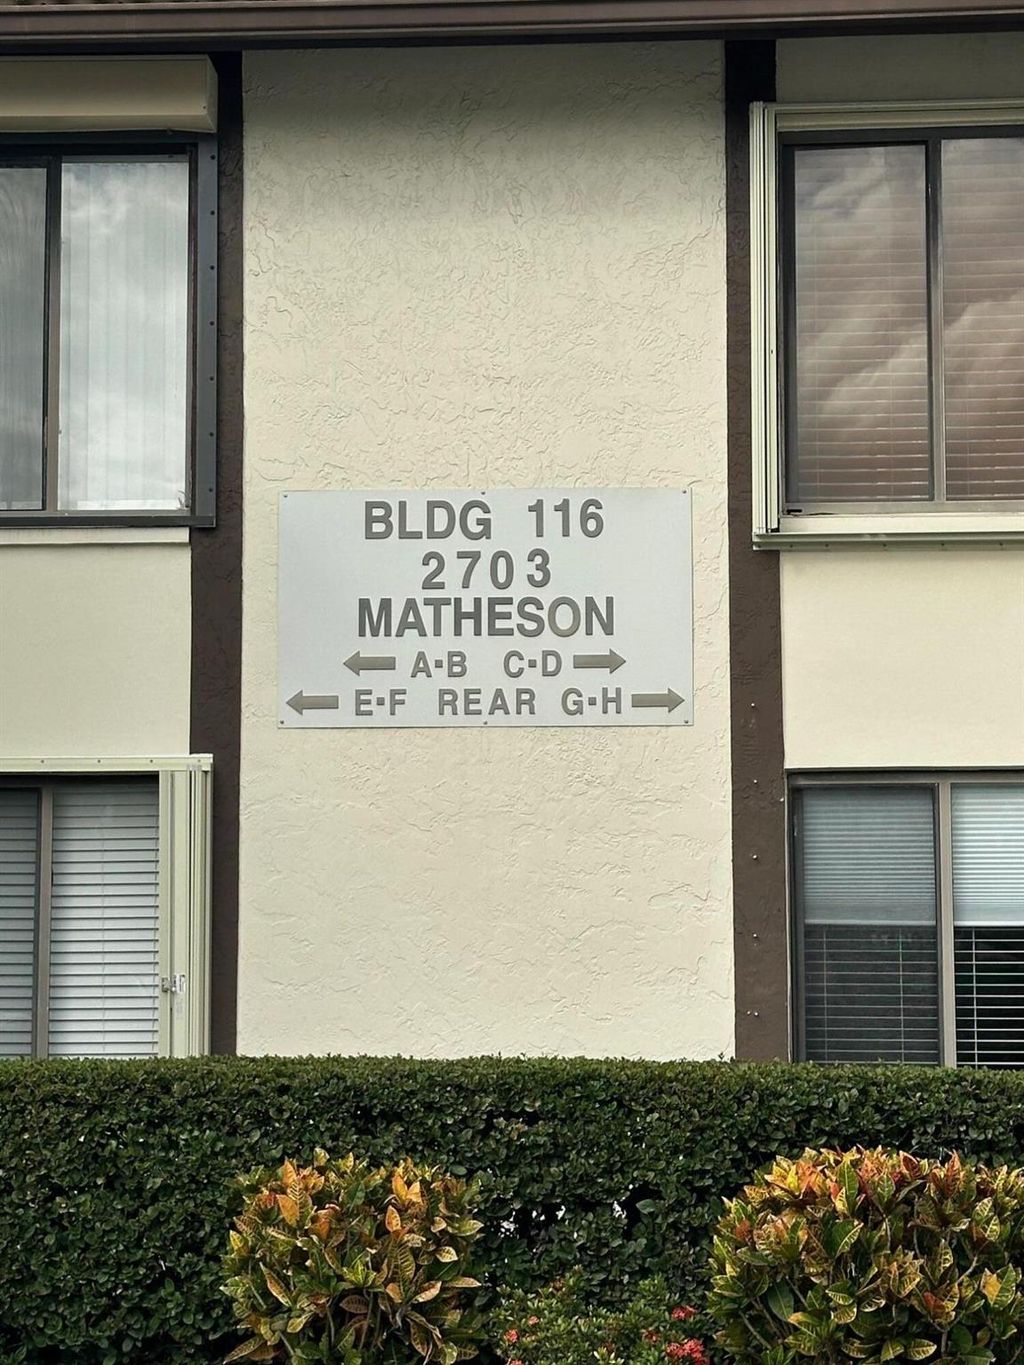 BLDG 116
2703
MATHESON
← A-B C-D →
← E-F REAR G-H →